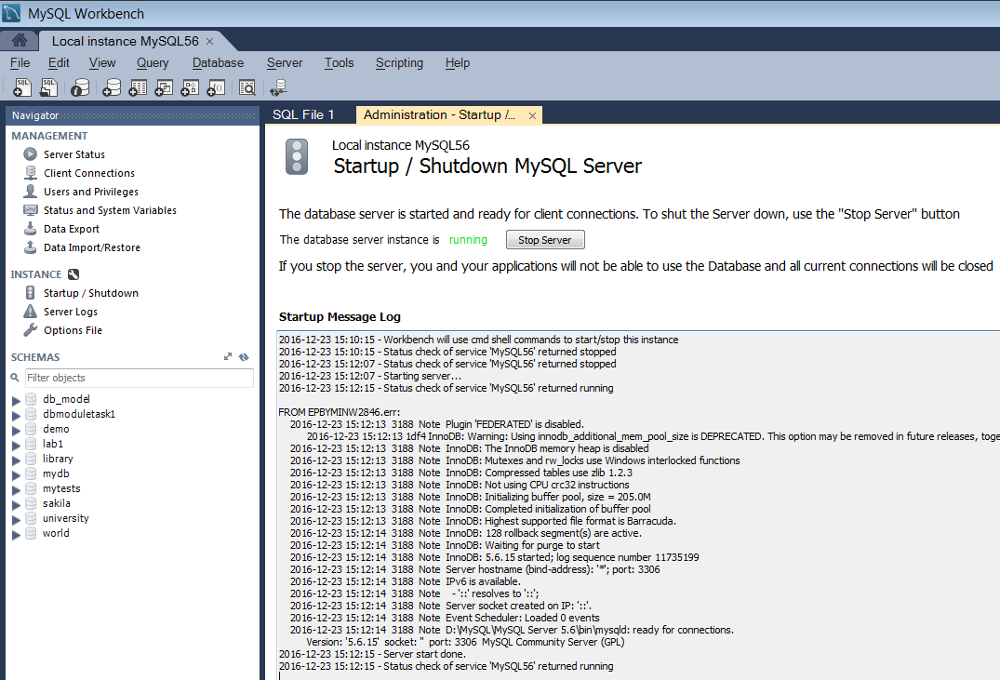 MySQL Workbench
Local instance MySQL56 ×
File Edit View Query Database Server Tools Scripting Help
Navigator
MANAGEMENT
Server Status
Client Connections
Users and Privileges
Status and System Variables
Data Export
Data Import/Restore
INSTANCE
Startup / Shutdown
Server Logs
Options File
SCHEMAS
Filter objects
db_model
dbmoduletask1
demo
lab1
library
mydb
mytests
sakila
university
world
SQL File 1
Administration - Startup /... ×
Local instance MySQL56
Startup / Shutdown MySQL Server
The database server is started and ready for client connections. To shut the Server down, use the "Stop Server" button
The database server instance is running Stop Server
If you stop the server, you and your applications will not be able to use the Database and all current connections will be closed
Startup Message Log
2016-12-23 15:10:15 - Workbench will use cmd shell commands to start/stop this instance
2016-12-23 15:10:15 - Status check of service 'MySQL56' returned stopped
2016-12-23 15:12:07 - Status check of service 'MySQL56' returned stopped
2016-12-23 15:12:07 - Starting server...
2016-12-23 15:12:15 - Status check of service 'MySQL56' returned running
FROM EPBYMINW2846.err:
2016-12-23 15:12:13 3188 Note Plugin 'FEDERATED' is disabled.
2016-12-23 15:12:13 1df4 InnoDB: Warning: Using innodb_additional_mem_pool_size is DEPRECATED. This option may be removed in future releases, toge
2016-12-23 15:12:13 3188 Note InnoDB: The InnoDB memory heap is disabled
2016-12-23 15:12:13 3188 Note InnoDB: Mutexes and rw_locks use Windows interlocked functions
2016-12-23 15:12:13 3188 Note InnoDB: Compressed tables use zlib 1.2.3
2016-12-23 15:12:13 3188 Note InnoDB: Not using CPU crc32 instructions
2016-12-23 15:12:13 3188 Note InnoDB: Initializing buffer pool, size = 205.0M
2016-12-23 15:12:13 3188 Note InnoDB: Completed initialization of buffer pool
2016-12-23 15:12:13 3188 Note InnoDB: Highest supported file format is Barracuda.
2016-12-23 15:12:14 3188 Note InnoDB: 128 rollback segment(s) are active.
2016-12-23 15:12:14 3188 Note InnoDB: Waiting for purge to start
2016-12-23 15:12:14 3188 Note InnoDB: 5.6.15 started; log sequence number 11735199
2016-12-23 15:12:14 3188 Note Server hostname (bind-address): '*'; port: 3306
2016-12-23 15:12:14 3188 Note IPv6 is available.
2016-12-23 15:12:14 3188 Note - '::' resolves to '::';
2016-12-23 15:12:14 3188 Note Server socket created on IP: '::'.
2016-12-23 15:12:14 3188 Note Event Scheduler: Loaded 0 events
2016-12-23 15:12:14 3188 Note D:\MySQL\MySQL Server 5.6\bin\mysqld: ready for connections.
Version: '5.6.15' socket: '' port: 3306 MySQL Community Server (GPL)
2016-12-23 15:12:15 - Server start done.
2016-12-23 15:12:15 - Status check of service 'MySQL56' returned running